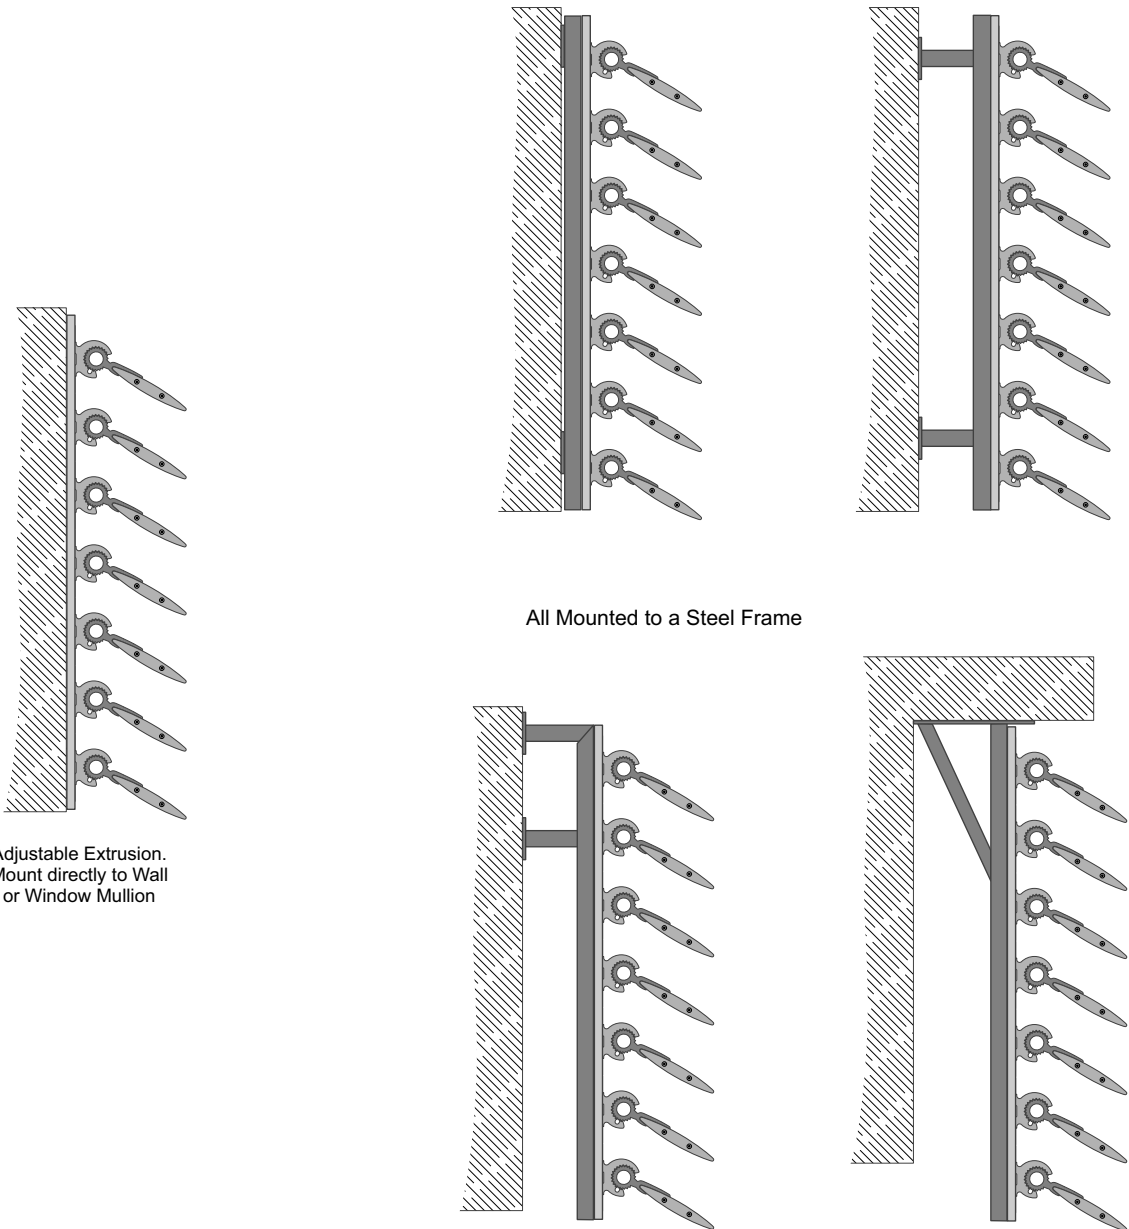 All Mounted to a Steel Frame
Adjustable Extrusion.
Mount directly to Wall
or Window Mullion